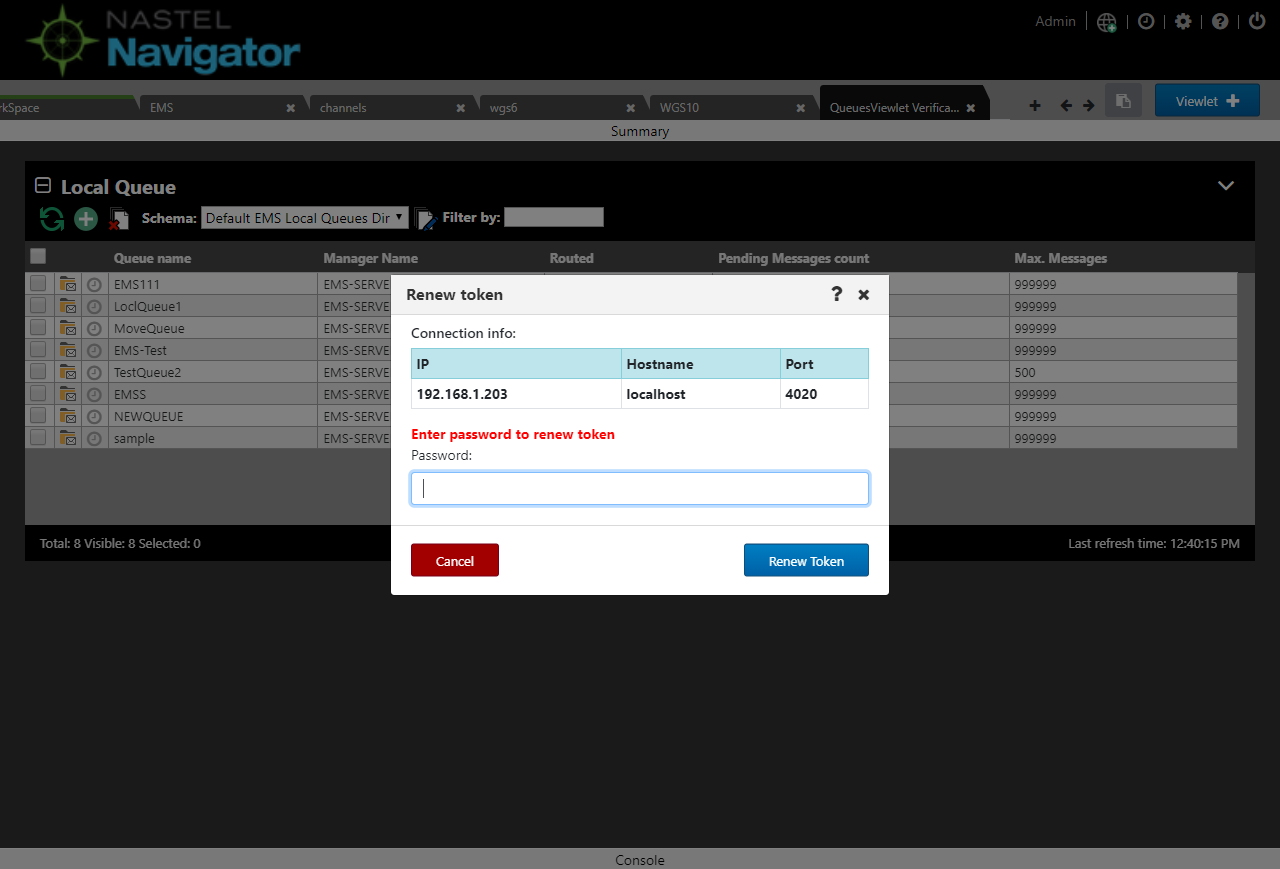 NASTEL
Navigator
Admin
rkSpace
EMS
channels
wgs6
WGS10
QueuesViewlet Verifica...
Viewlet
Summary
Local Queue
Schema: Default EMS Local Queues Dir Filter by:
Queue name Manager Name Routed Pending Messages count Max. Messages
EMS111 EMS-SERVE 999999
LoclQueue1 EMS-SERVE 999999
MoveQueue EMS-SERVE 999999
EMS-Test EMS-SERVE 999999
TestQueue2 EMS-SERVE 500
EMSS EMS-SERVE 999999
NEWQUEUE EMS-SERVE 999999
sample EMS-SERVE 999999
Renew token
Connection info:
IP Hostname Port
192.168.1.203 localhost 4020
Enter password to renew token
Password:
Cancel Renew Token
Total: 8 Visible: 8 Selected: 0 Last refresh time: 12:40:15 PM
Console